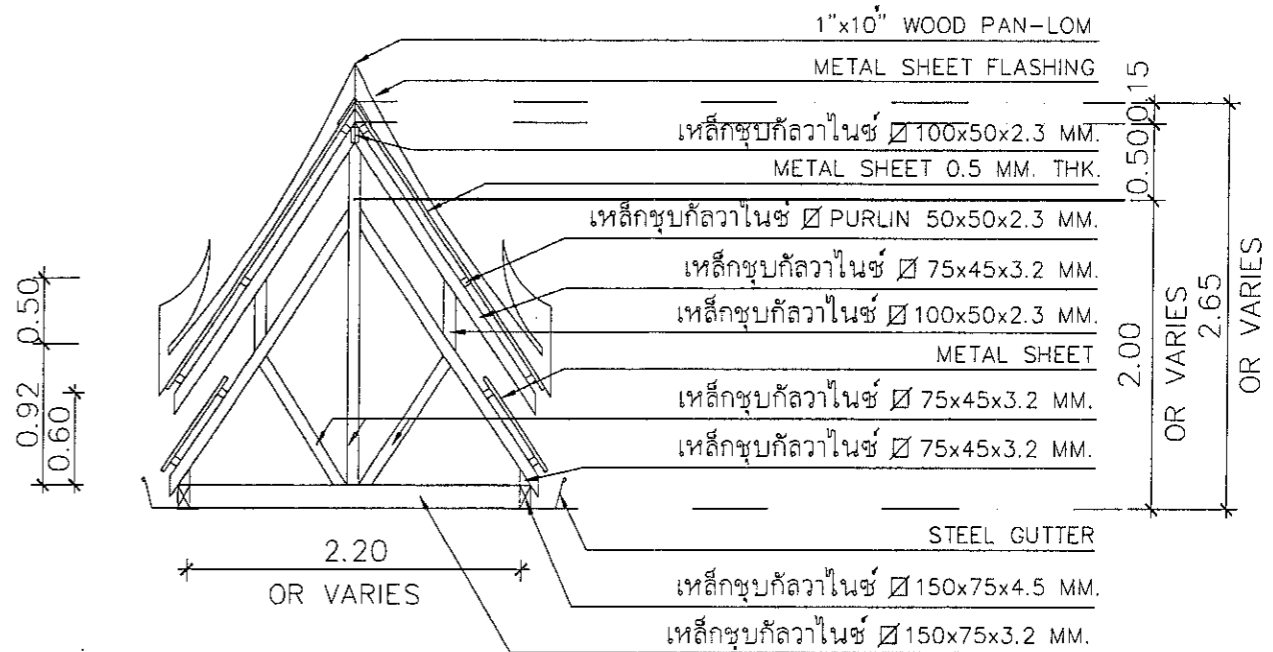 1"x10" WOOD PAN-LOM
METAL SHEET FLASHING
เหล็กชุบกัลวาไนซ์ 100x50x2.3 MM.
METAL SHEET 0.5 MM. THK.
เหล็กชุบกัลวาไนซ์ PURLIN 50x50x2.3 MM.
เหล็กชุบกัลวาไนซ์ 75x45x3.2 MM.
เหล็กชุบกัลวาไนซ์ 100x50x2.3 MM.
METAL SHEET
เหล็กชุบกัลวาไนซ์ 75x45x3.2 MM.
เหล็กชุบกัลวาไนซ์ 75x45x3.2 MM.
STEEL GUTTER
เหล็กชุบกัลวาไนซ์ 150x75x4.5 MM.
เหล็กชุบกัลวาไนซ์ 150x75x3.2 MM.
0.15
0.50
2.00
OR VARIES
2.65
OR VARIES
0.50
0.92
0.60
2.20
OR VARIES